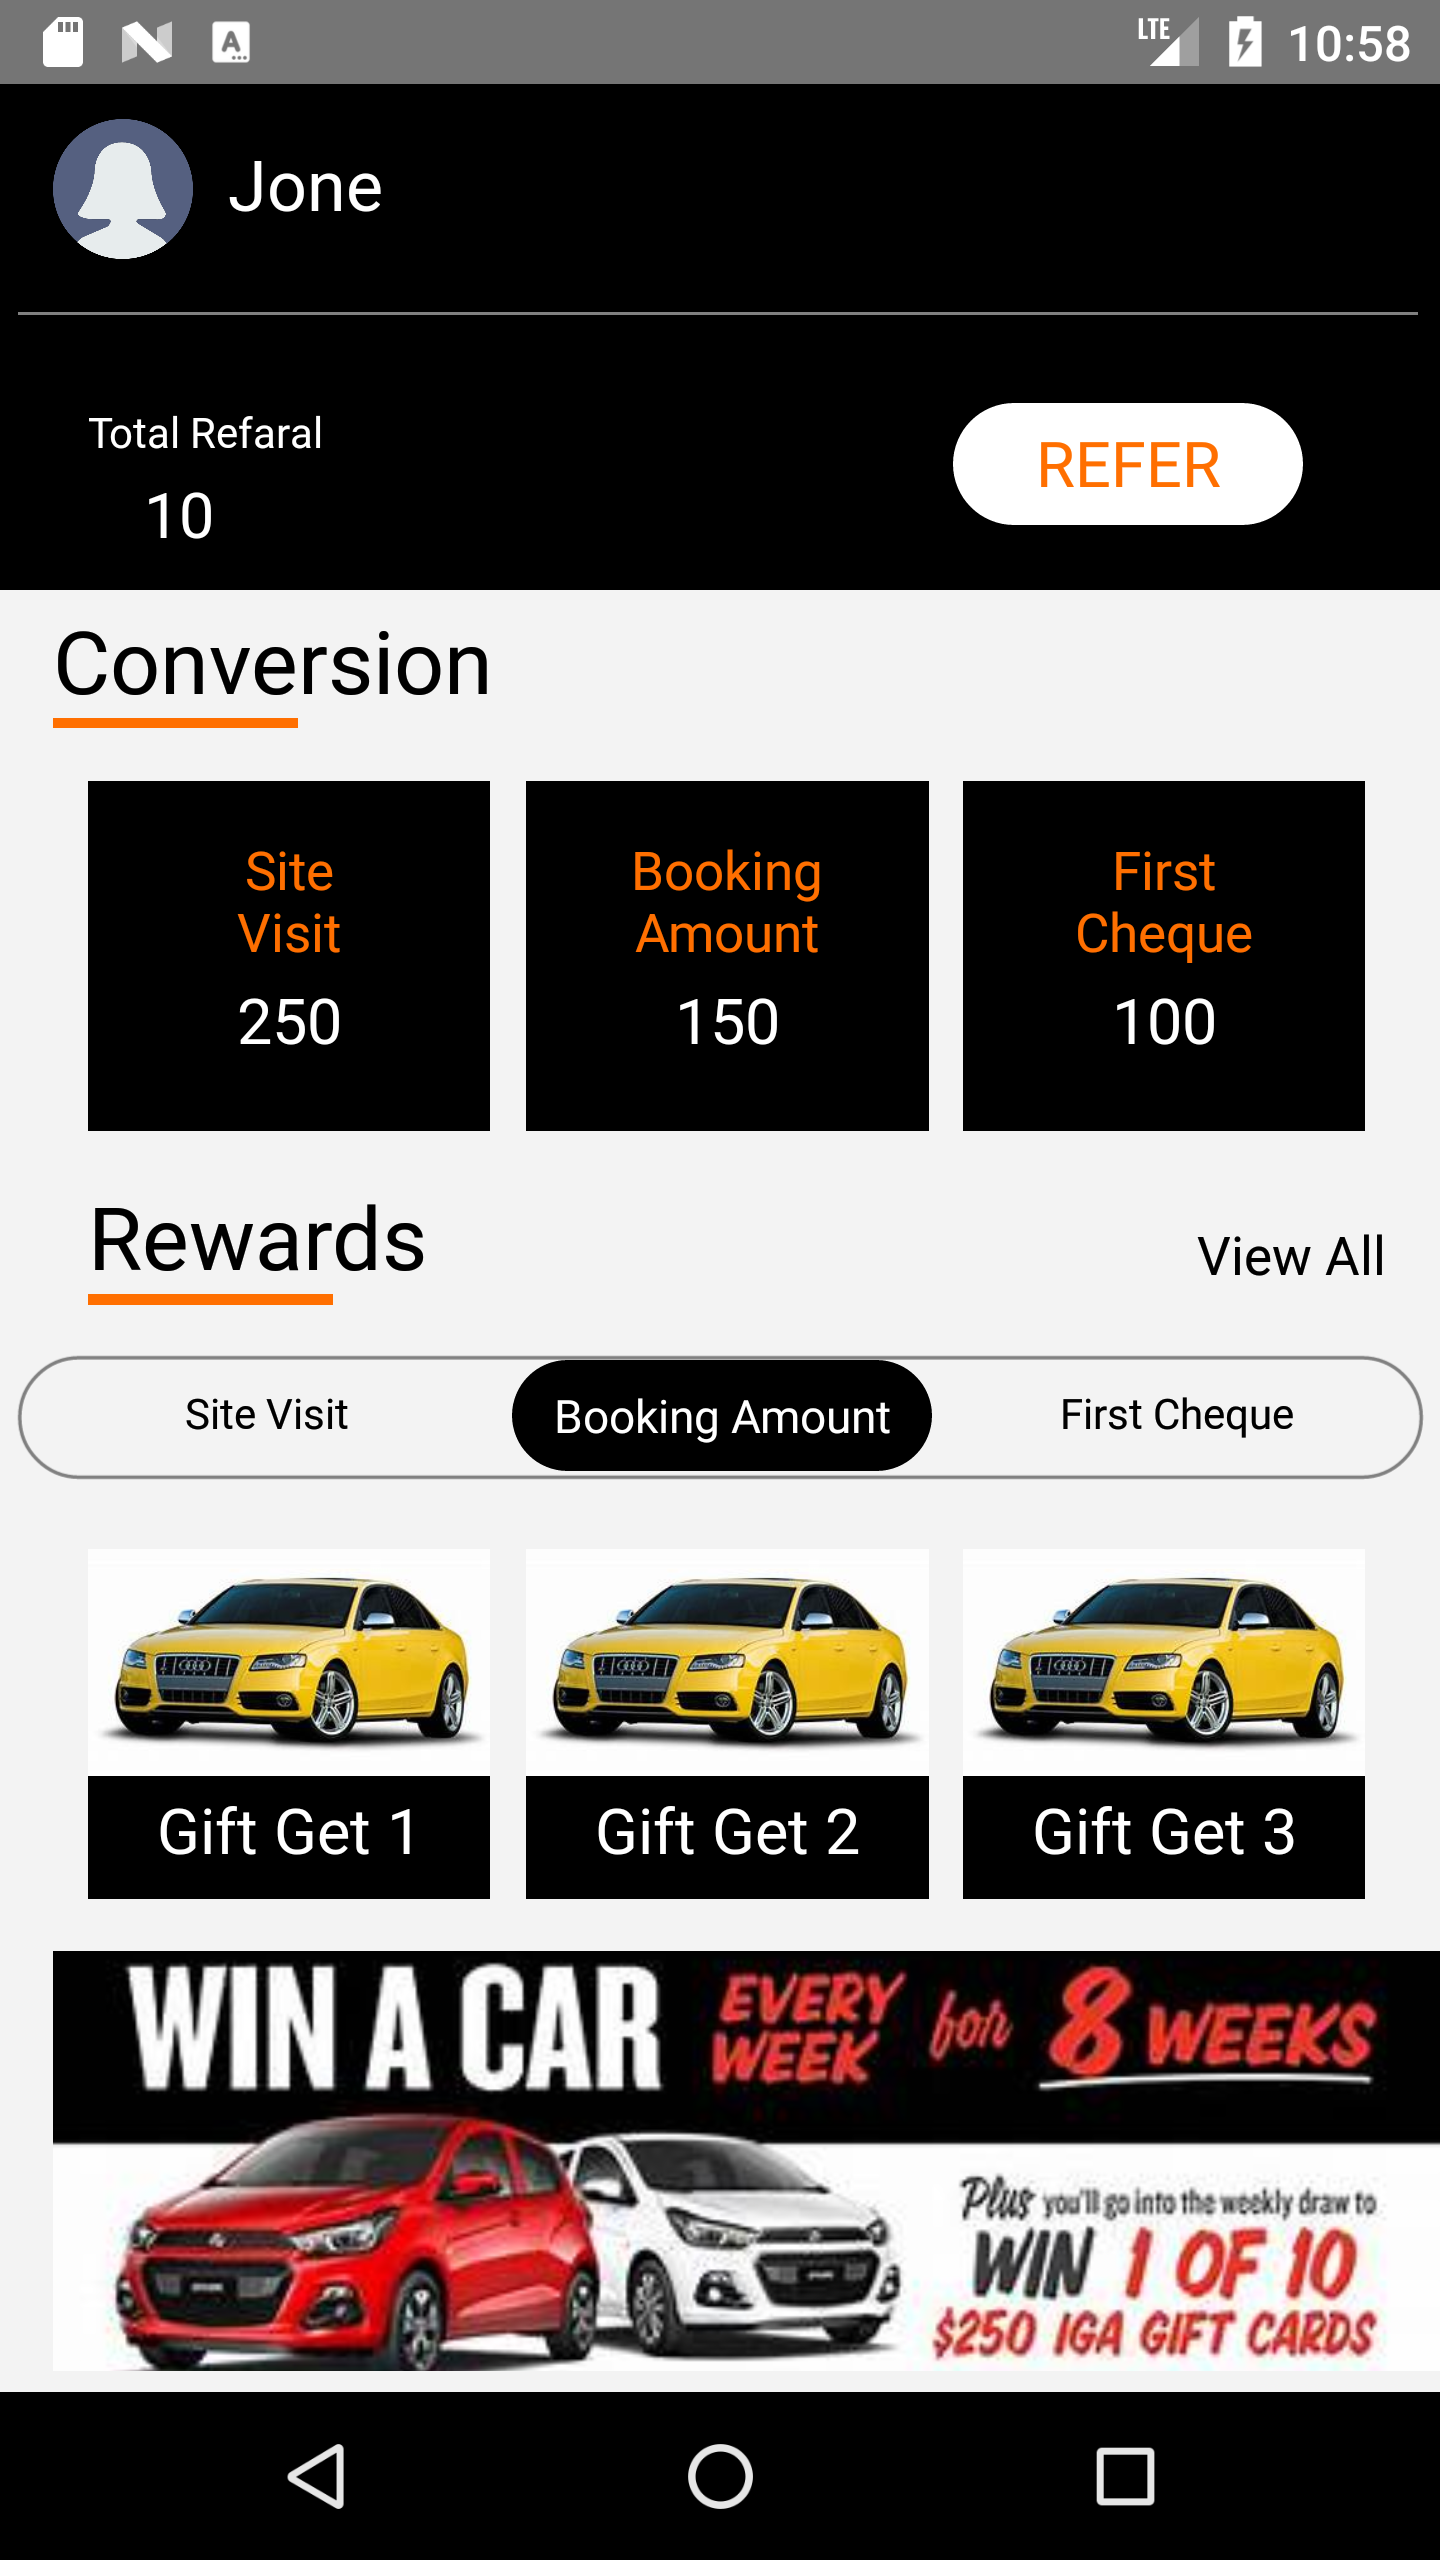 LTE 10:58
Jone
Total Refaral
10
REFER
Conversion
Site
Visit
250
Booking
Amount
150
First
Cheque
100
Rewards
View All
Site Visit
Booking Amount
First Cheque
Gift Get 1
Gift Get 2
Gift Get 3
WIN A CAR
EVERY
WEEK
for
8 WEEKS
Plus you'll go into the weekly draw to
WIN 1 OF 10
$250 IGA GIFT CARDS